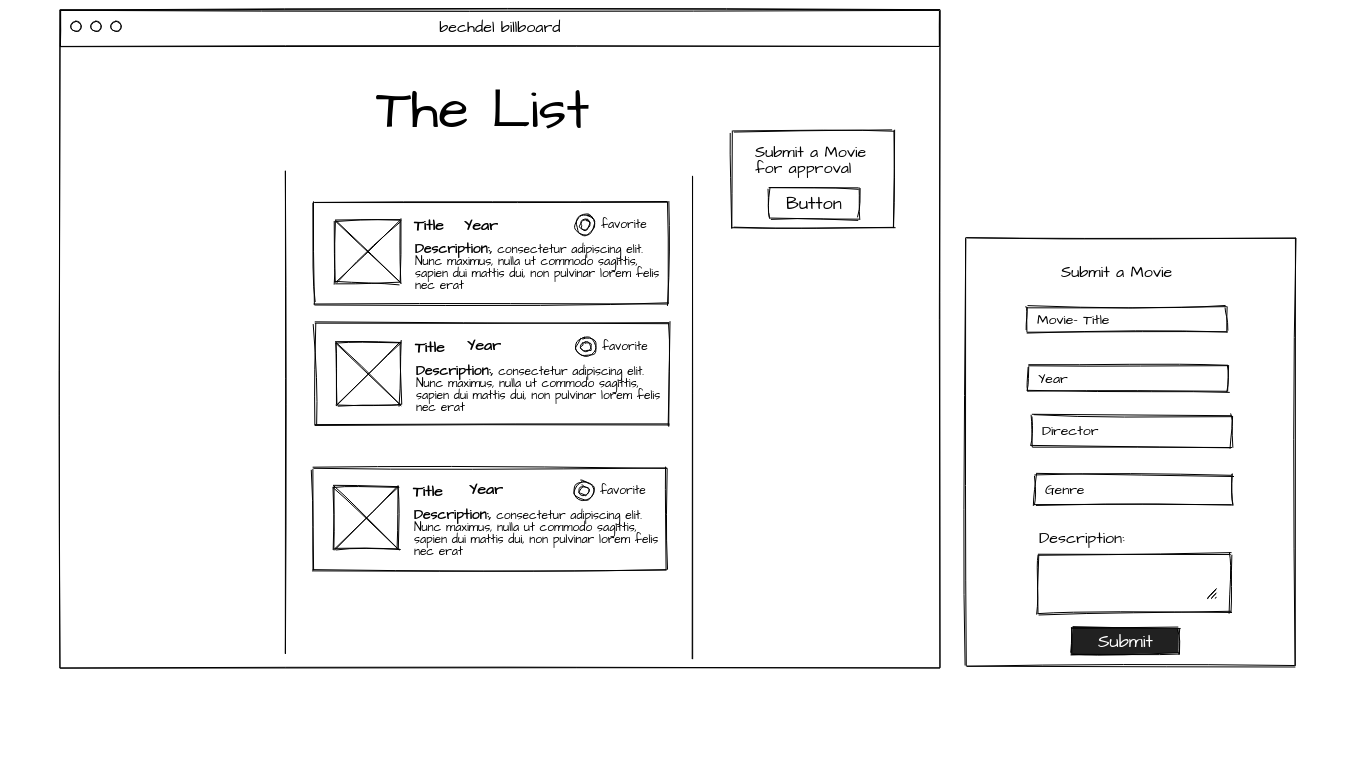 bechdel billboard
The List
Submit a Movie
for approval
Button
Title Year favorite
Description:, consectetur adipiscing elit.
Nunc maximus, nulla ut commodo sagittis,
sapien dui mattis dui, non pulvinar lorem felis
nec erat
Title Year favorite
Description:, consectetur adipiscing elit.
Nunc maximus, nulla ut commodo sagittis,
sapien dui mattis dui, non pulvinar lorem felis
nec erat
Title Year favorite
Description:, consectetur adipiscing elit.
Nunc maximus, nulla ut commodo sagittis,
sapien dui mattis dui, non pulvinar lorem felis
nec erat
Submit a Movie
Movie- Title
Year
Director
Genre
Description:
Submit